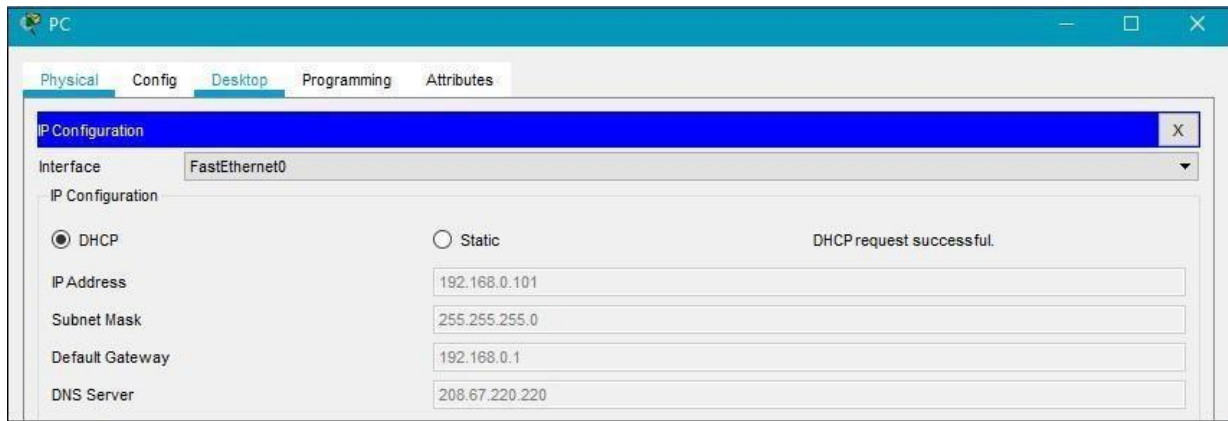 PC
Physical Config Desktop Programming Attributes
IP Configuration X
Interface FastEthernet0
IP Configuration
DHCP Static DHCP request successful.
IP Address 192.168.0.101
Subnet Mask 255.255.255.0
Default Gateway 192.168.0.1
DNS Server 208.67.220.220